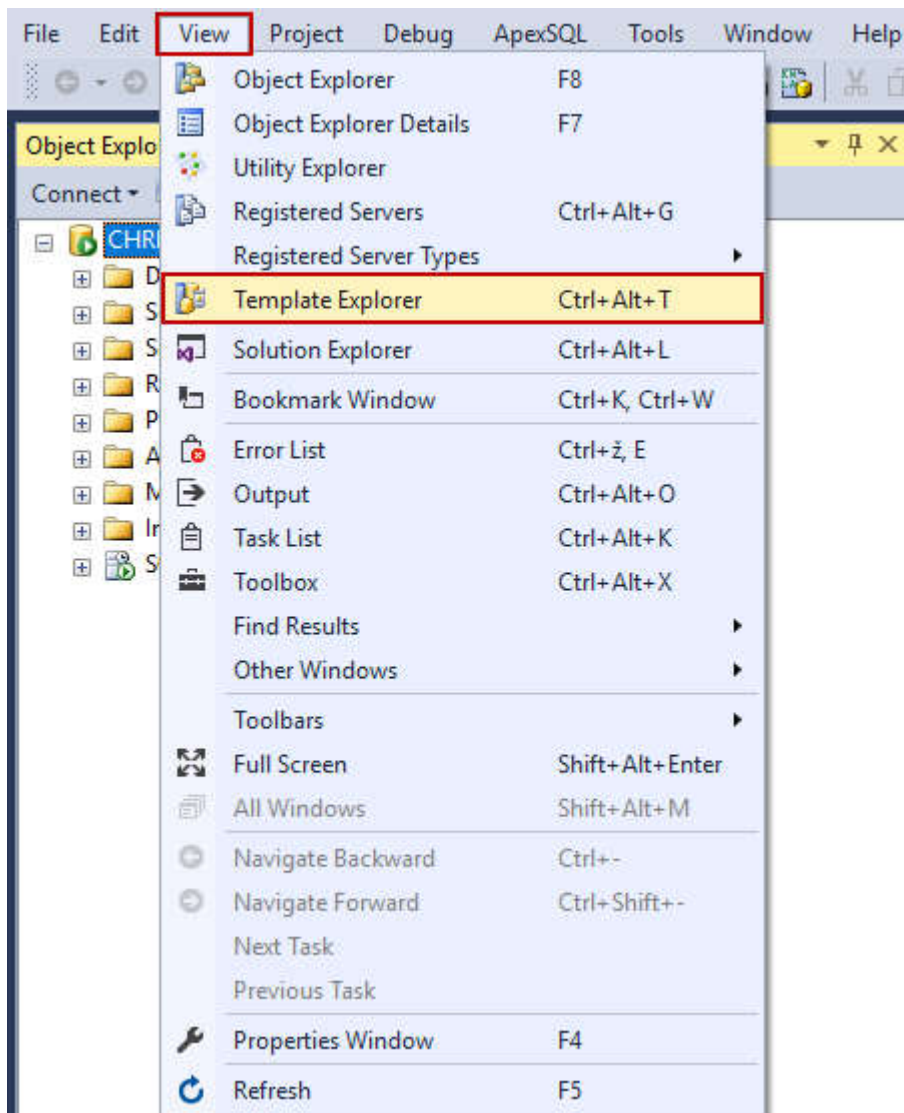 File Edit View Project Debug ApexSQL Tools Window Help
Object Explorer F8
Object Explorer Details F7
Utility Explorer
Registered Servers Ctrl+Alt+G
Registered Server Types
Template Explorer Ctrl+Alt+T
Solution Explorer Ctrl+Alt+L
Bookmark Window Ctrl+K, Ctrl+W
Error List Ctrl+ž, E
Output Ctrl+Alt+O
Task List Ctrl+Alt+K
Toolbox Ctrl+Alt+X
Find Results
Other Windows
Toolbars
Full Screen Shift+Alt+Enter
All Windows Shift+Alt+M
Navigate Backward Ctrl+-
Navigate Forward Ctrl+Shift+-
Next Task
Previous Task
Properties Window F4
Refresh F5
Object Explo
Connect
CHRI
D
S
S
R
P
A
M
In
S